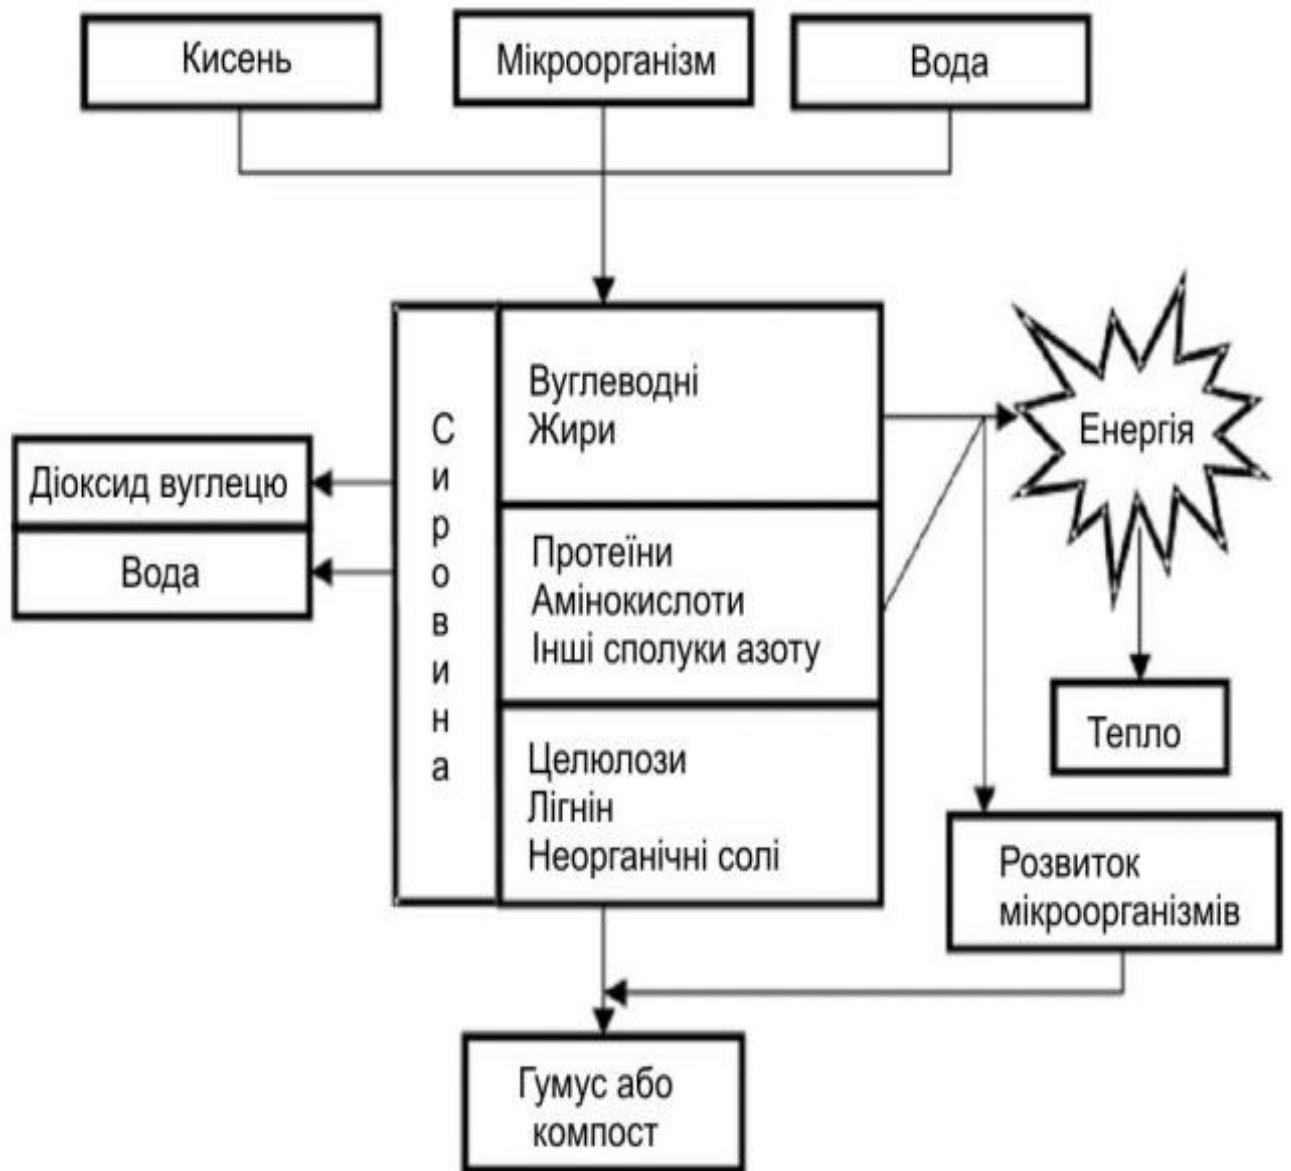 Кисень
Мікроорганізм
Вода
Сировина
Вуглеводні
Жири
Енергія
Діоксид вуглецю
Вода
Протеїни
Амінокислоти
Інші сполуки азоту
Тепло
Целюлози
Лігнін
Неорганічні солі
Розвиток
мікроорганізмів
Гумус або
компост